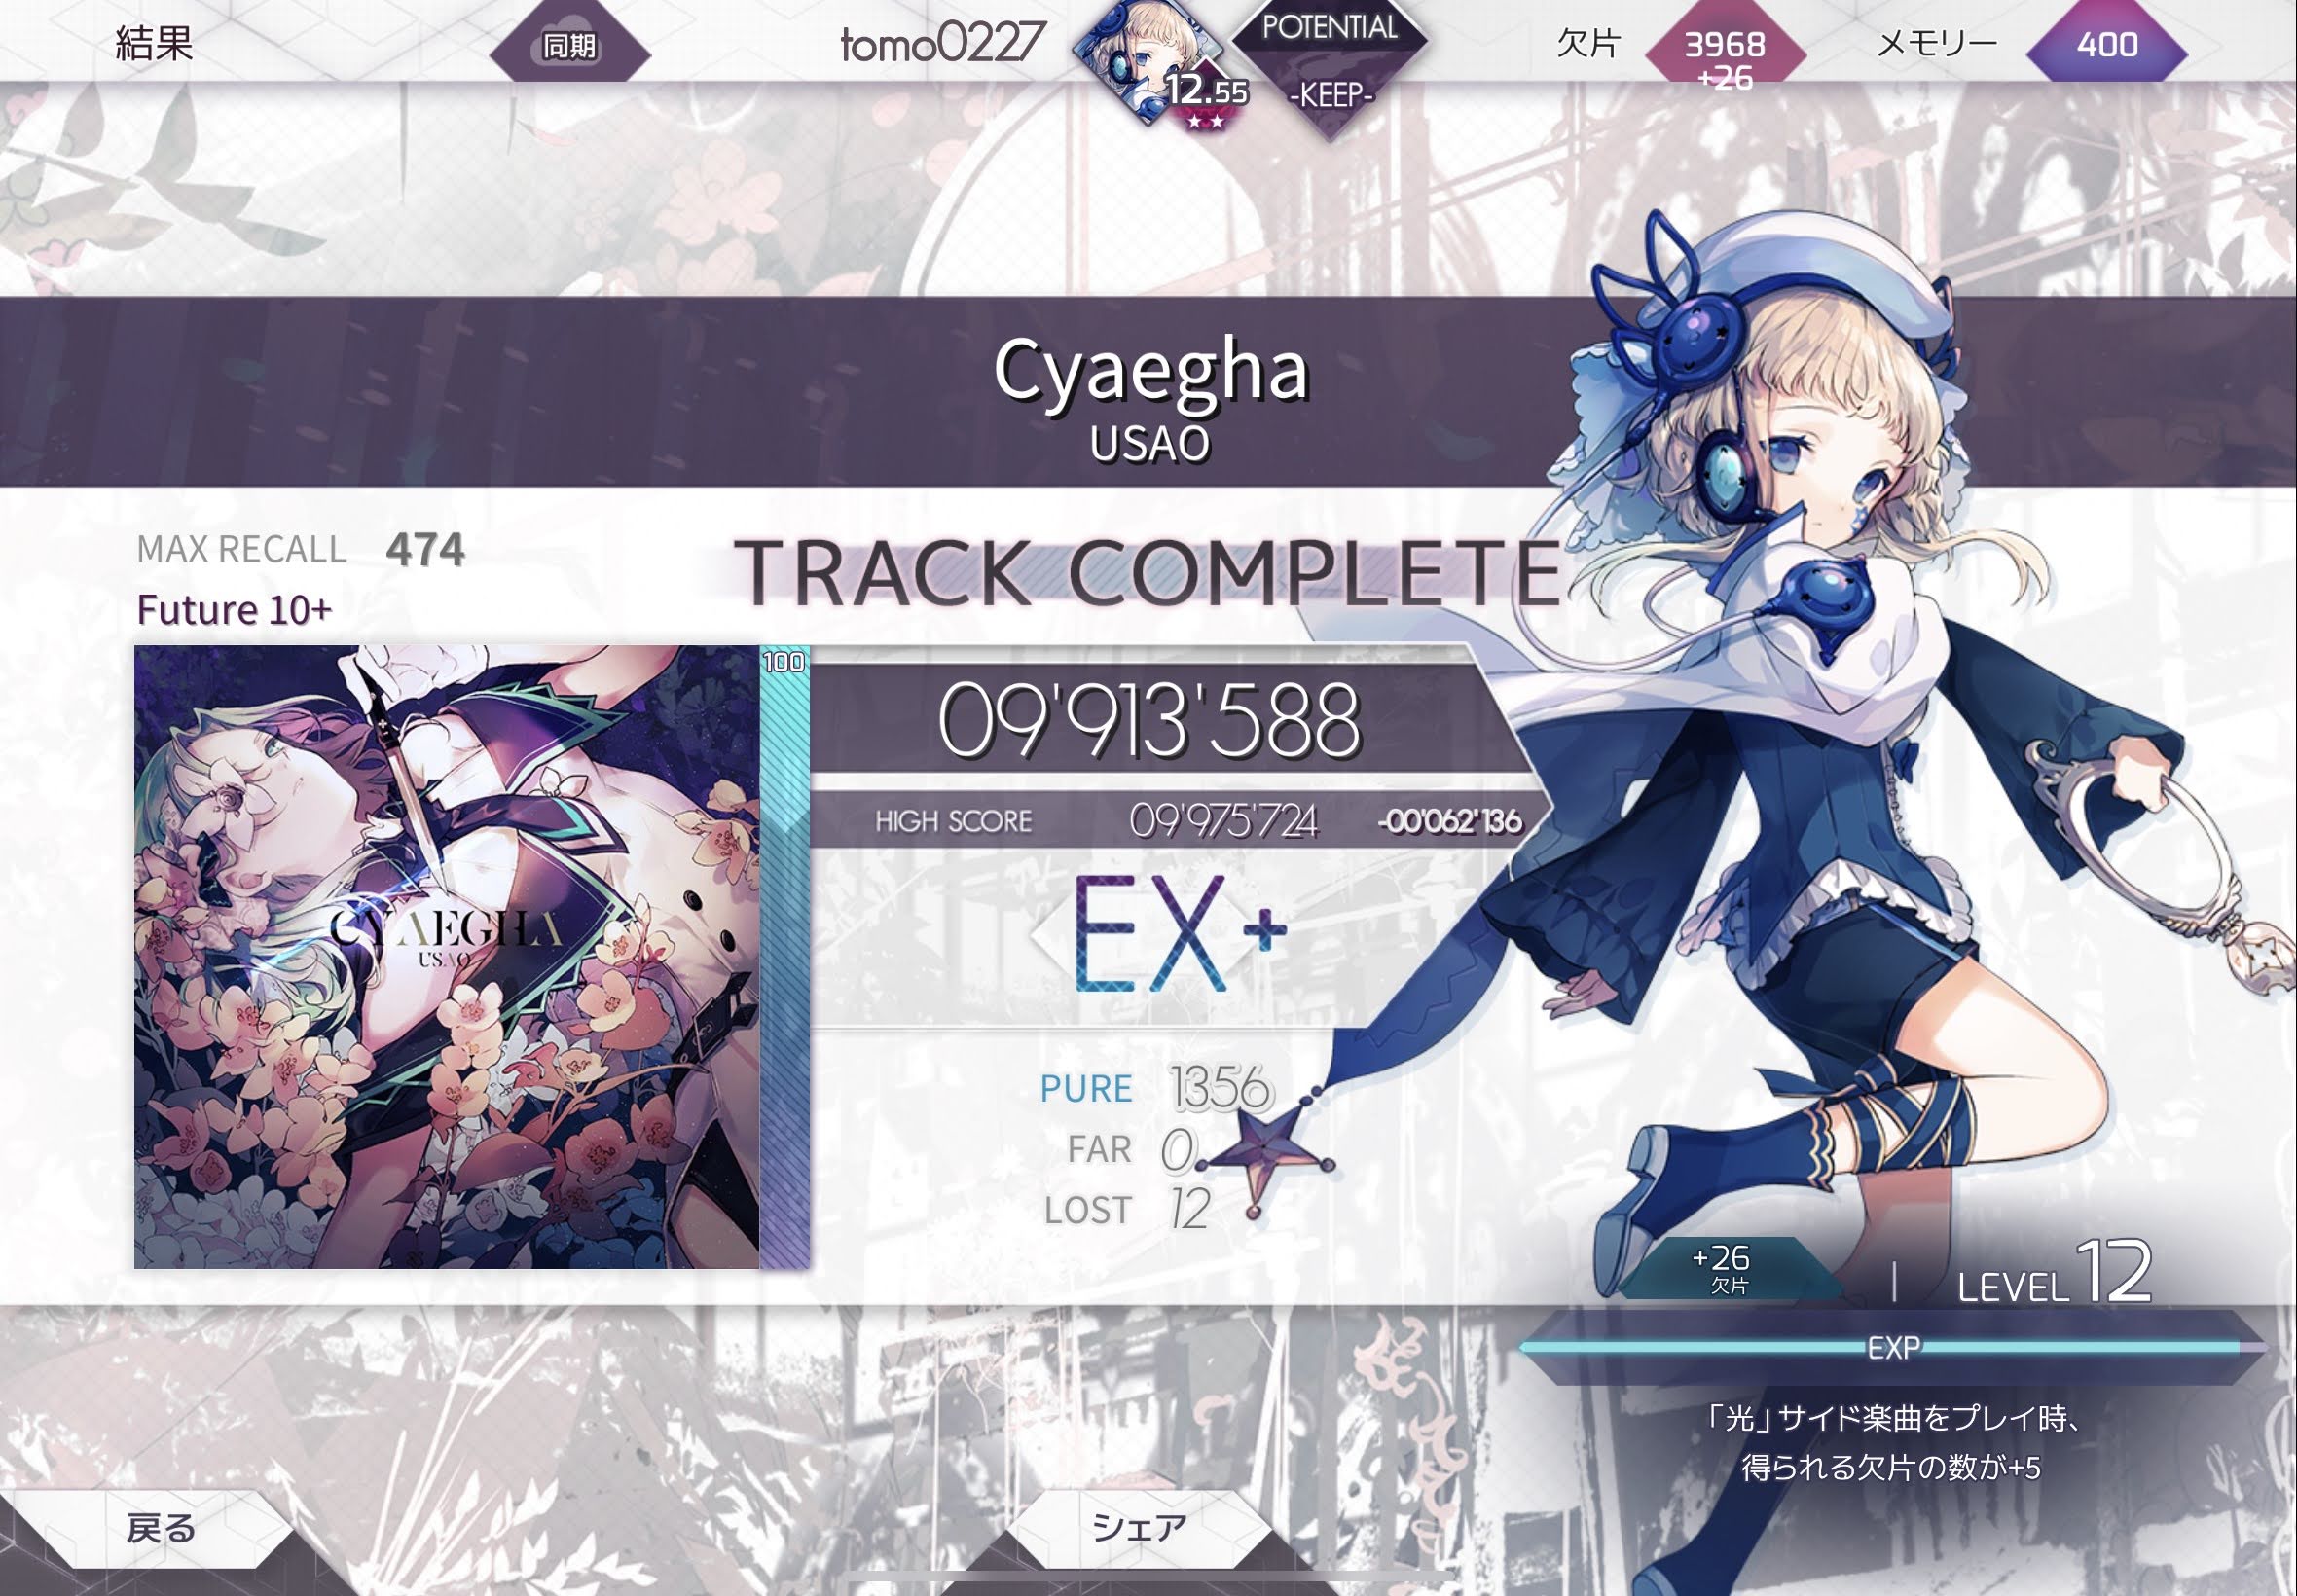 結果
同期
tomo0227
12.55
POTENTIAL
-KEEP-
欠片
3968
+26
メモリー
400
Cyaegha
USAO
MAX RECALL 474
Future 10+
TRACK COMPLETE
100
09'913'588
HIGH SCORE 09'975'724 -00'062'136
EX+
CYAEGHA
USAO
PURE 1356
FAR 0
LOST 12
+26
欠片
LEVEL 12
EXP
「光」サイド楽曲をプレイ時、
得られる欠片の数が+5
戻る
シェア